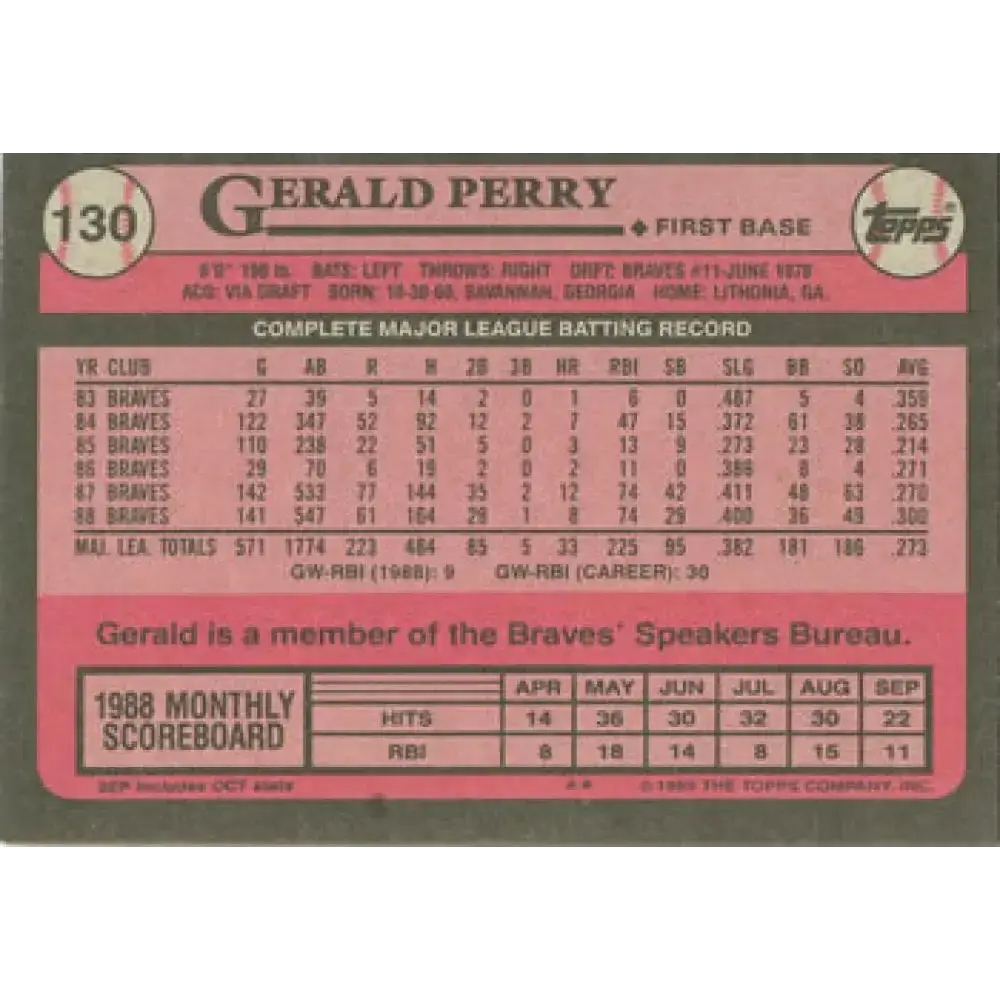 130
GERALD PERRY
FIRST BASE
Topps®
6'0" 190 lb. BATS: LEFT THROWS: RIGHT DRFT: BRAVES #11-JUNE 1978
ACQ: VIA DRAFT BORN: 10-30-60, SAVANNAH, GEORGIA HOME: LITHONIA, GA.
COMPLETE MAJOR LEAGUE BATTING RECORD
YR CLUB G AB R H 2B 3B HR RBI SB SLG BB SO AVG
83 BRAVES 27 39 5 14 2 0 1 6 0 .487 5 4 .359
84 BRAVES 122 347 52 92 12 2 7 47 15 .372 61 38 .265
85 BRAVES 110 238 22 51 5 0 3 13 9 .273 23 28 .214
86 BRAVES 29 70 6 19 2 0 2 11 0 .386 8 4 .271
87 BRAVES 142 533 77 144 35 2 12 74 42 .411 48 63 .270
88 BRAVES 141 547 61 164 29 1 8 74 29 .400 36 49 .300
MAJ. LEA. TOTALS 571 1774 223 484 85 5 33 225 95 .382 181 186 .273
GW-RBI (1988): 9 GW-RBI (CAREER): 30
Gerald is a member of the Braves' Speakers Bureau.
1988 MONTHLY
SCOREBOARD
APR MAY JUN JUL AUG SEP
HITS 14 36 30 32 30 22
RBI 8 18 14 8 15 11
SEP includes OCT stats ** © 1989 THE TOPPS COMPANY, INC.